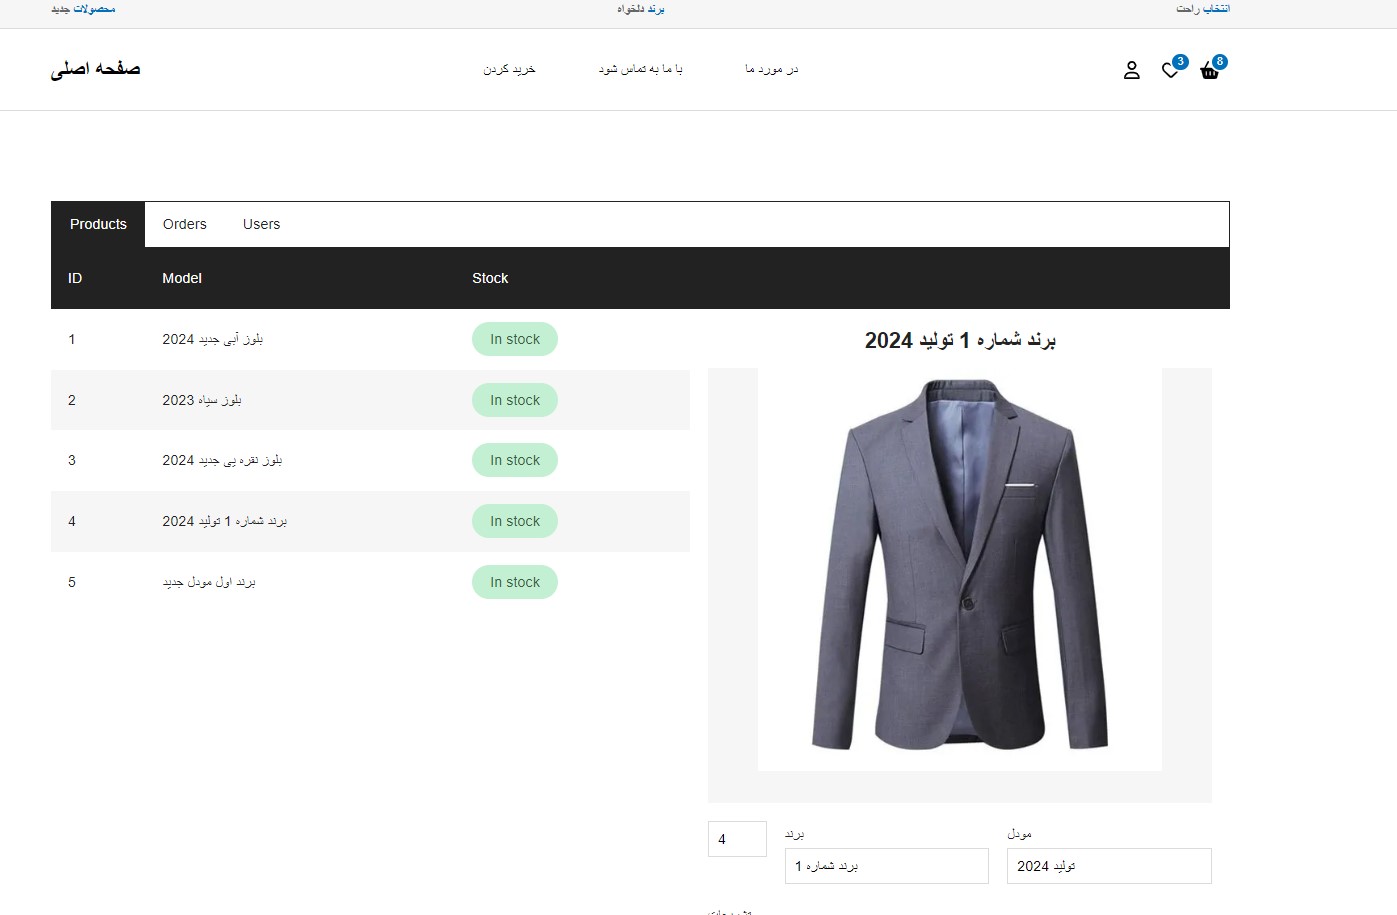 محصولات جدید
برند دلخواه
انتخاب راحت
صفحه اصلی
خرید کردن
با ما به تماس شود
در مورد ما
3
8
Products Orders Users
ID Model Stock
1 بلوز آبی جدید 2024 In stock
2 بلوز سیاه 2023 In stock
3 بلوز نقره یی جدید 2024 In stock
4 برند شماره 1 تولید 2024 In stock
5 برند اول مودل جدید In stock
برند شماره 1 تولید 2024
برند
مودل
4
برند شماره 1
تولید 2024